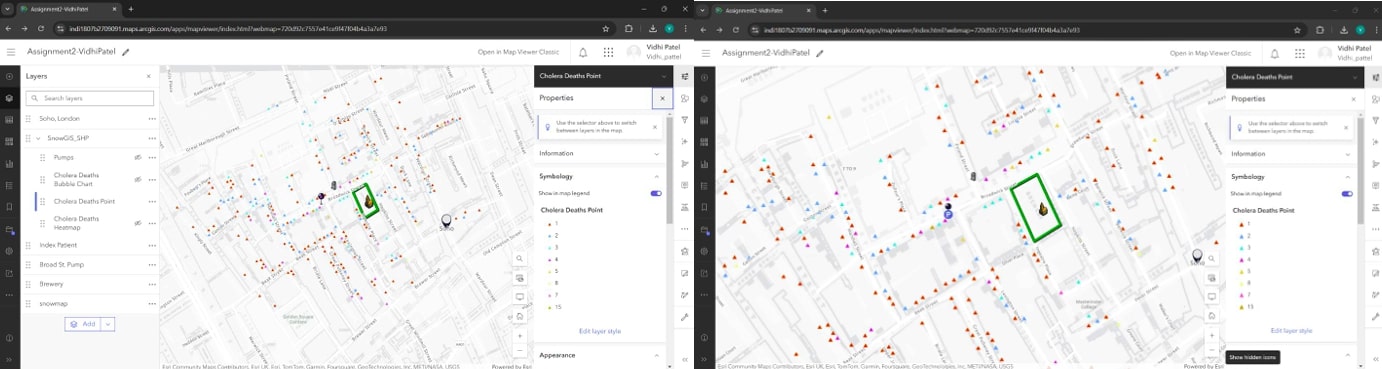 Assignment2-VidhiPatel
indi1807b2709091.maps.arcgis.com/apps/mapviewer/index.html?webmap=720d92c7557e41ce9f47f04b4a3a7e93
Assignment2-VidhiPatel
Open in Map Viewer Classic
Vidhi Patel
Layers
Search layers
Soho, London
SnowGIS_SHP
Pumps
Cholera Deaths
Bubble Chart
Cholera Deaths Point
Cholera Deaths
Heatmap
Index Patient
Broad St. Pump
Brewery
snowmap
Add
Great Marlborough Street
Broadwick Street
Soho
Cholera Deaths Point
Properties
Use the selector above to switch
between layers in the map.
Information
Symbology
Show in map legend
Cholera Deaths Point
1
2
3
4
5
8
7
15
Edit layer style
Appearance
Esri Community Maps Contributors, Esri UK, Esri, TomTom, Garmin, Foursquare, GeoTechnologies, Inc, METI/NASA, USGS
Powered by Esri
Assignment2-VidhiPatel
indi1807b2709091.maps.arcgis.com/apps/mapviewer/index.html?webmap=720d92c7557e41ce9f47f04b4a3a7e93
Assignment2-VidhiPatel
Open in Map Viewer Classic
Vidhi Patel
Broadwick Street
P
Cholera Deaths Point
Properties
Use the selector above to switch
between layers in the map.
Information
Symbology
Show in map legend
Cholera Deaths Point
1
2
3
4
5
8
7
15
Edit layer style
Show hidden icons
Esri Community Maps Contributors, Esri UK, Esri, TomTom, Garmin, Foursquare, GeoTechnologies, Inc, METI/NASA, USGS
Powered by Esri